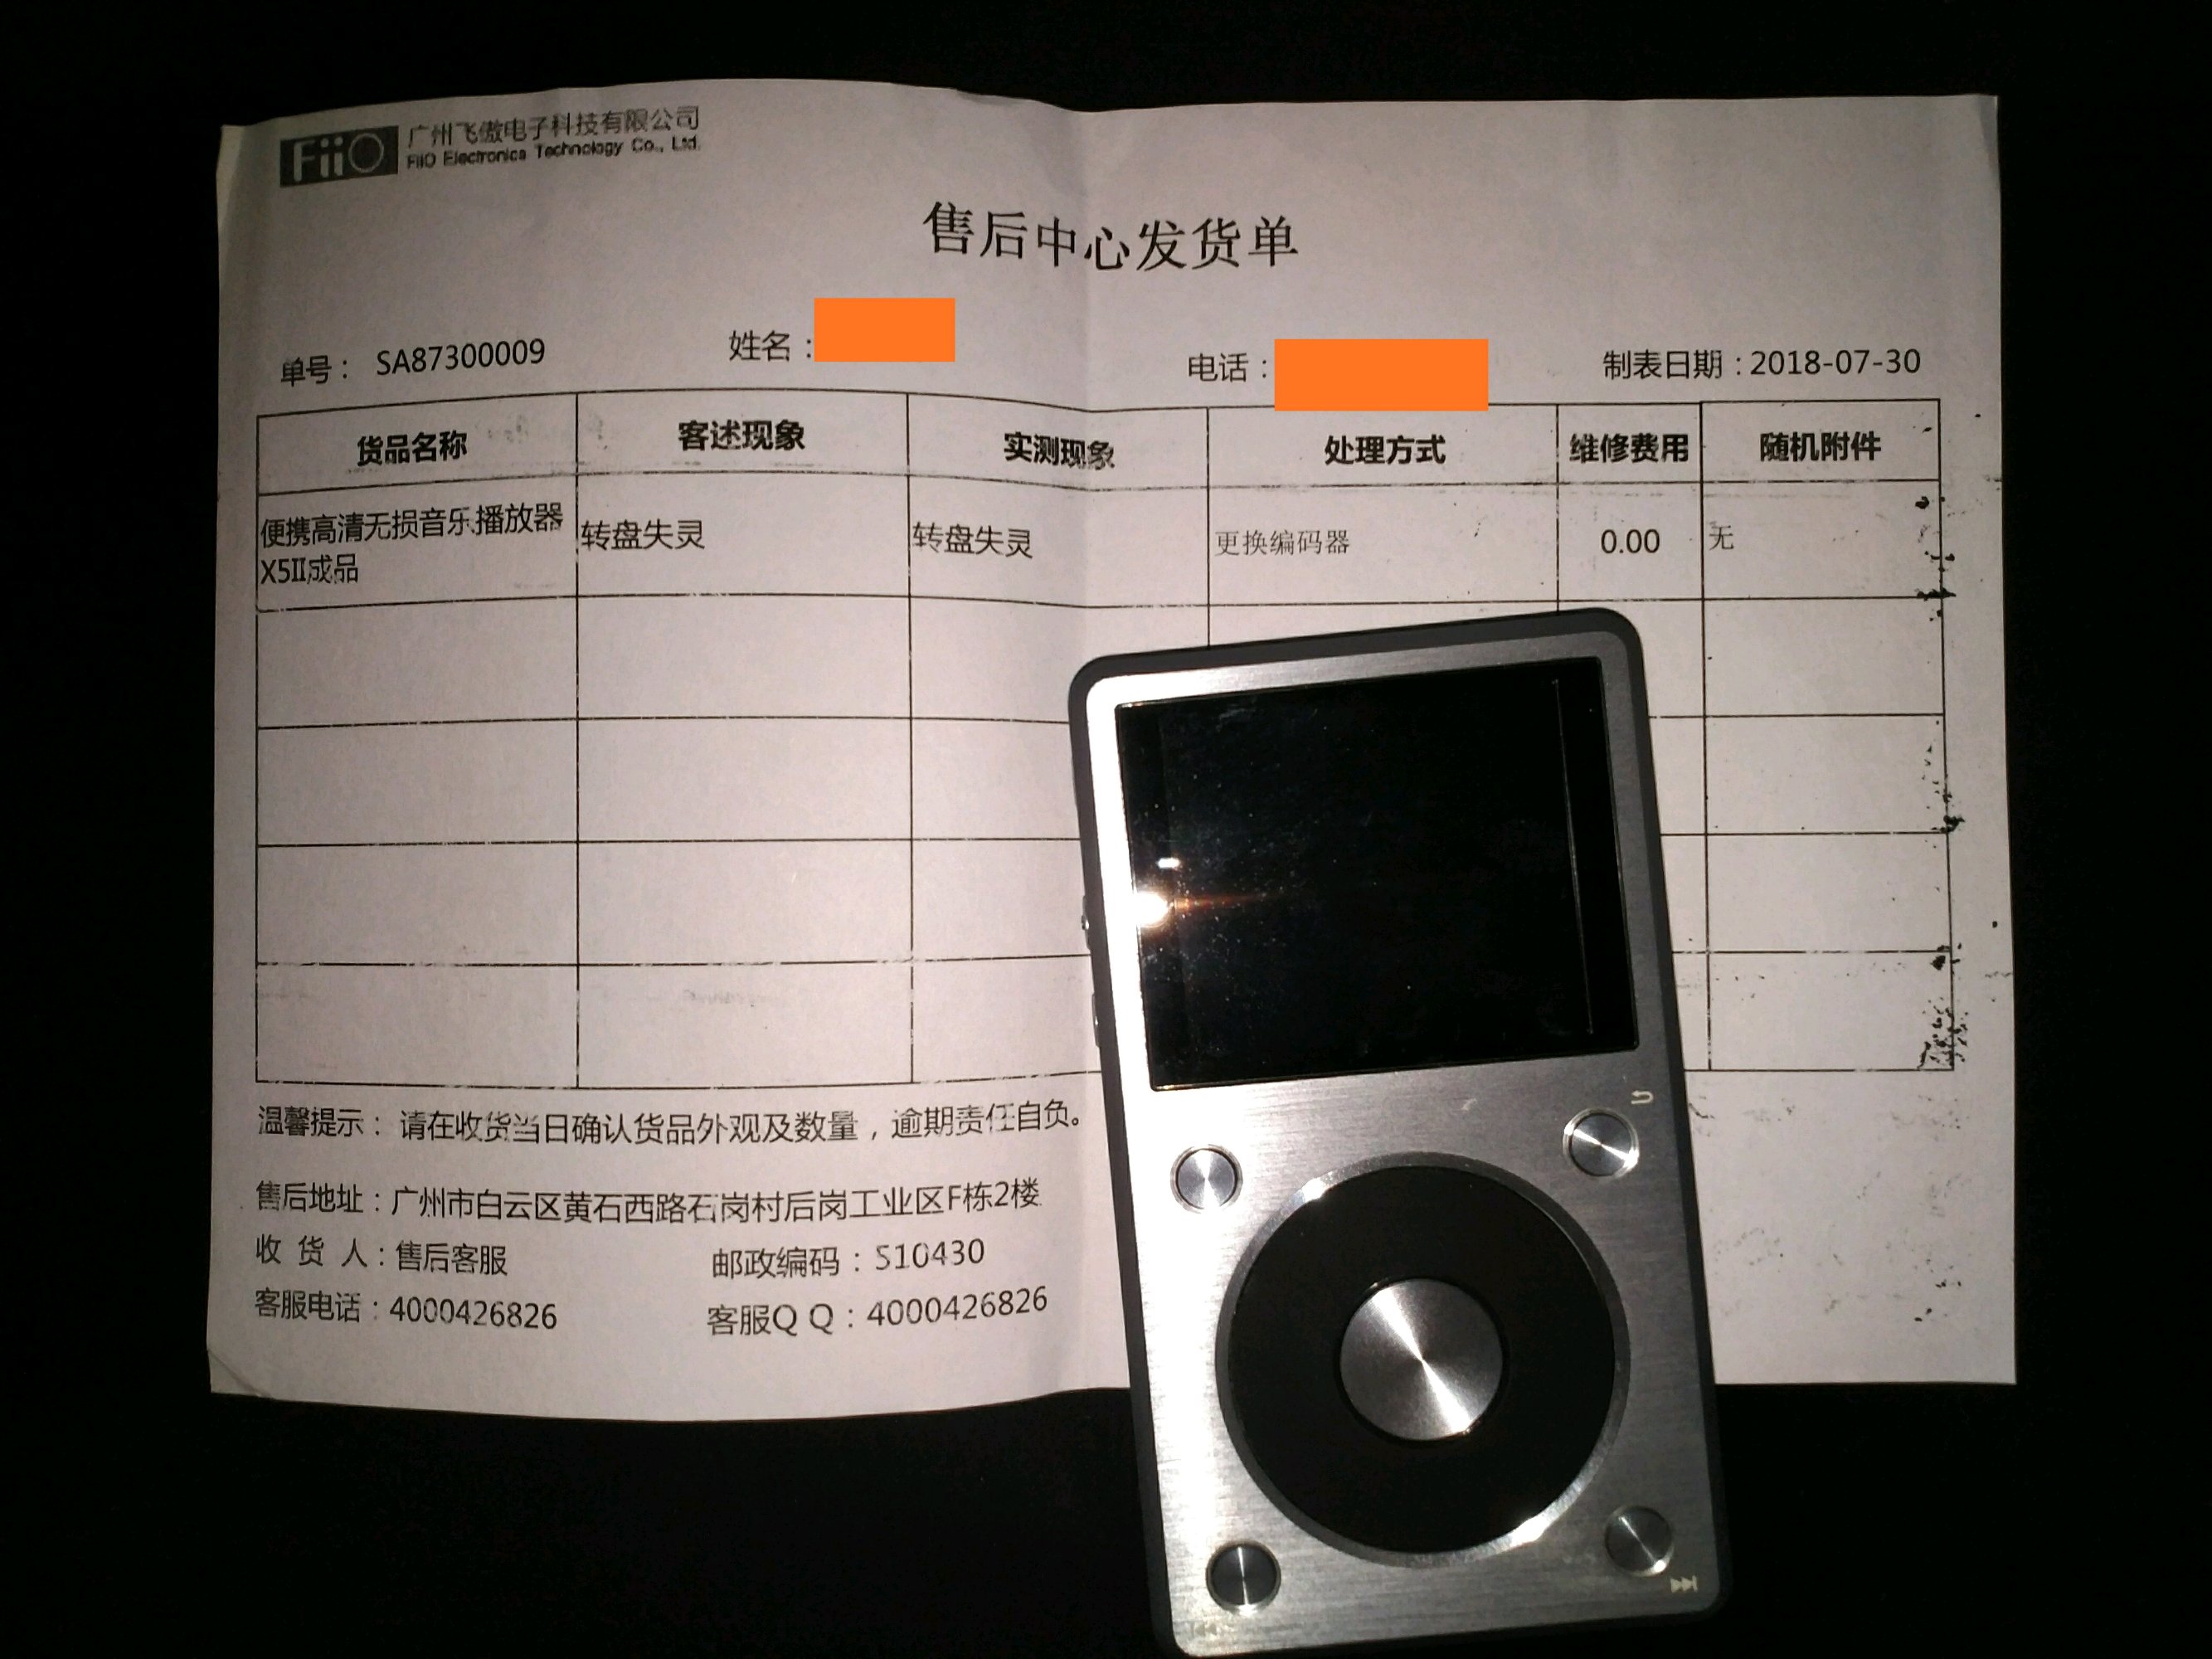 FiiO 广州飞傲电子科技有限公司
FiiO Electronics Technology Co., Ltd.
售后中心发货单
单号： SA87300009 姓名： 电话： 制表日期：2018-07-30
货品名称 客述现象 实测现象 处理方式 维修费用 随机附件
便携高清无损音乐播放器 转盘失灵 转盘失灵 更换编码器 0.00 无
X5II成品
温馨提示： 请在收货当日确认货品外观及数量，逾期责任自负。
售后地址：广州市白云区黄石西路石岗村后岗工业区F栋2楼
收 货 人：售后客服 邮政编码：510430
客服电话：4000426826 客服Q Q：4000426826